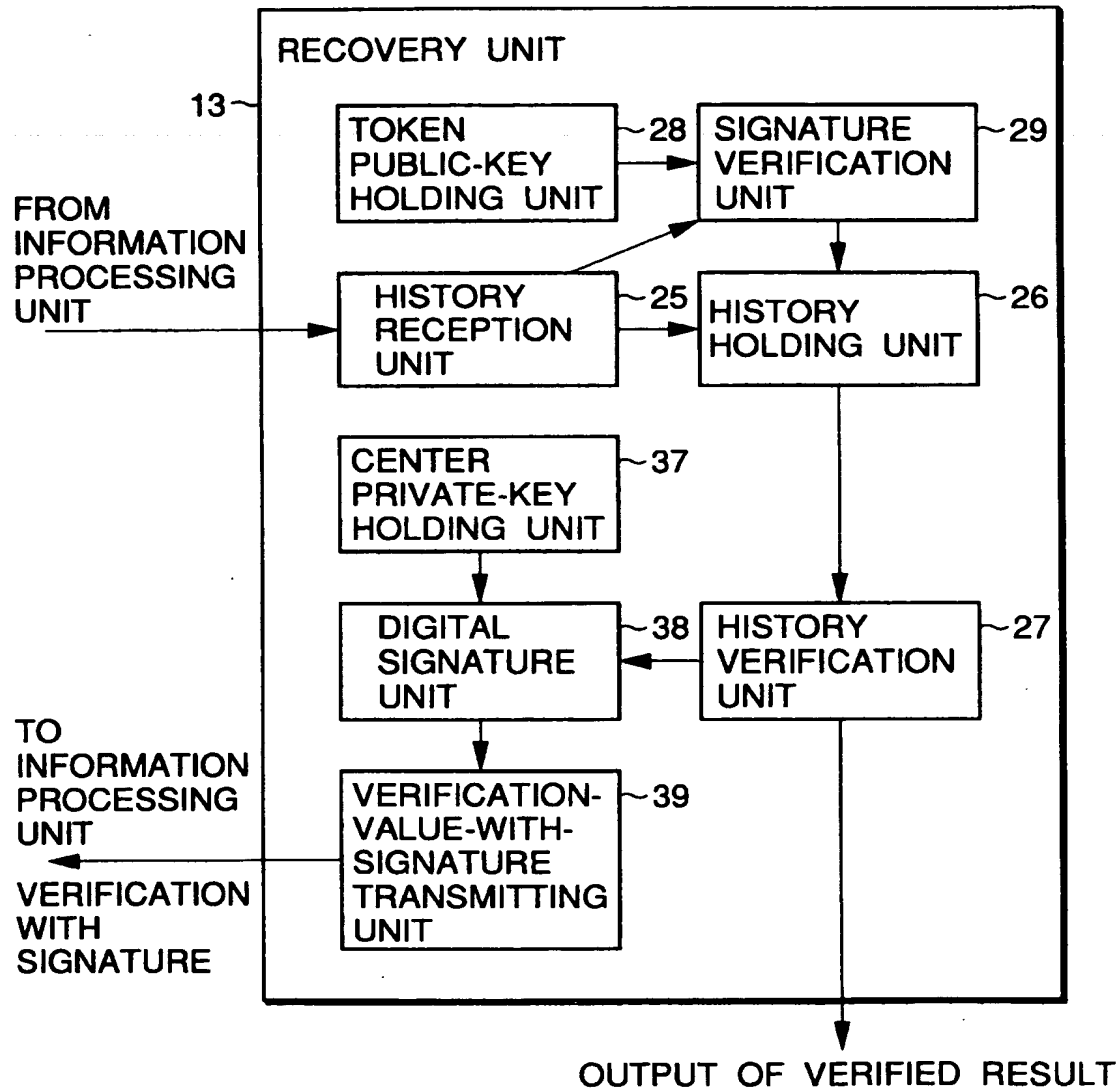 RECOVERY UNIT
13
TOKEN
PUBLIC-KEY
HOLDING UNIT
28
SIGNATURE
VERIFICATION
UNIT
29
FROM
INFORMATION
PROCESSING
UNIT
HISTORY
RECEPTION
UNIT
25
HISTORY
HOLDING UNIT
26
CENTER
PRIVATE-KEY
HOLDING UNIT
37
DIGITAL
SIGNATURE
UNIT
38
HISTORY
VERIFICATION
UNIT
27
TO
INFORMATION
PROCESSING
UNIT
VERIFICATION
WITH
SIGNATURE
VERIFICATION-
VALUE-WITH-
SIGNATURE
TRANSMITTING
UNIT
39
OUTPUT OF VERIFIED RESULT